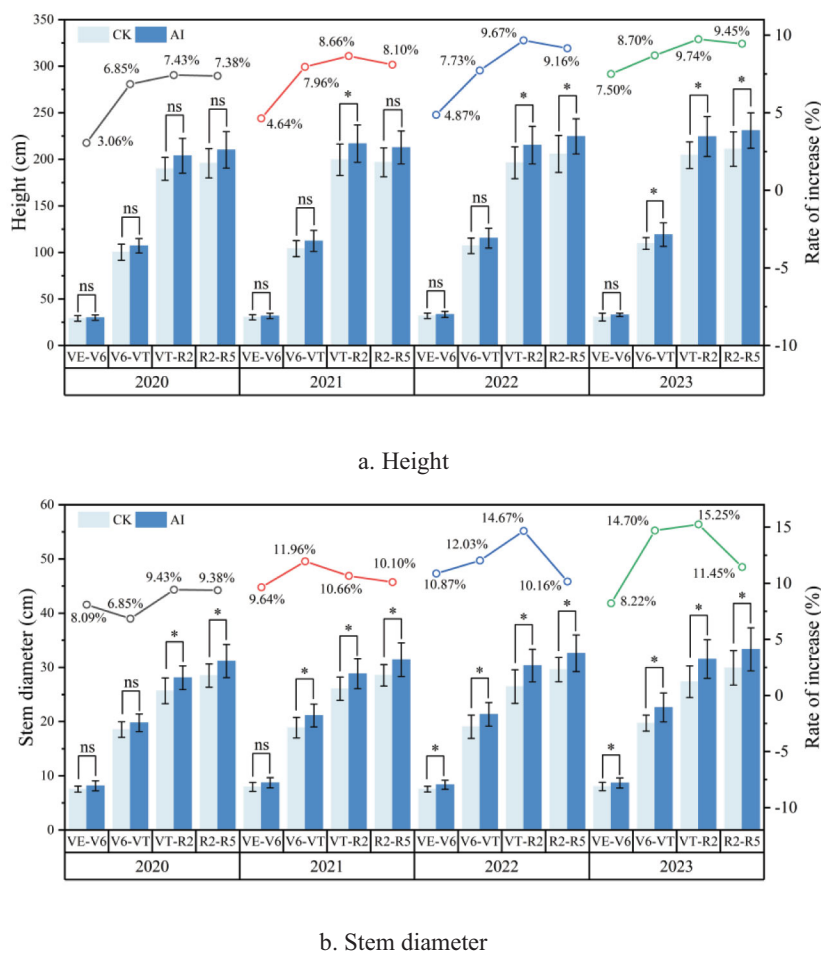 350
300
250
200
150
100
50
0
Height (cm)
CK AI
3.06% 6.85% 7.43% 7.38%
4.64% 7.96% 8.66% 8.10%
4.87% 7.73% 9.67% 9.16%
7.50% 8.70% 9.74% 9.45%
ns ns ns ns
ns ns * ns
ns ns * *
ns * * *
10
5
0
-5
-10
Rate of increase (%)
VE-V6 V6-VT VT-R2 R2-R5 VE-V6 V6-VT VT-R2 R2-R5 VE-V6 V6-VT VT-R2 R2-R5 VE-V6 V6-VT VT-R2 R2-R5
2020 2021 2022 2023
a. Height
60
50
40
30
20
10
0
Stem diameter (cm)
CK AI
8.09% 6.85% 9.43% 9.38%
9.64% 11.96% 10.66% 10.10%
10.87% 12.03% 14.67% 10.16%
8.22% 14.70% 15.25% 11.45%
ns ns * *
ns * * *
* * * *
* * * *
15
10
5
0
-5
-10
Rate of increase (%)
VE-V6 V6-VT VT-R2 R2-R5 VE-V6 V6-VT VT-R2 R2-R5 VE-V6 V6-VT VT-R2 R2-R5 VE-V6 V6-VT VT-R2 R2-R5
2020 2021 2022 2023
b. Stem diameter